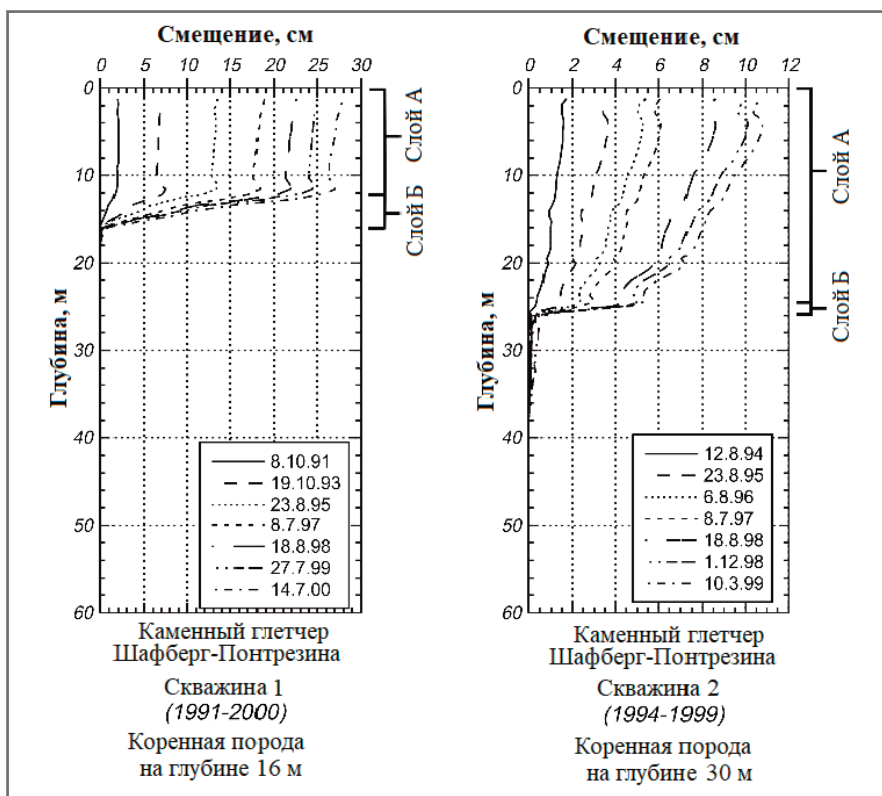 Смещение, см
0 5 10 15 20 25 30
0
10
20
30
40
50
60
Глубина, м
Слой А
Слой Б
8.10.91
19.10.93
23.8.95
8.7.97
18.8.98
27.7.99
14.7.00
Каменный глетчер
Шафберг-Понтрезина
Скважина 1
(1991-2000)
Коренная порода
на глубине 16 м
Смещение, см
0 2 4 6 8 10 12
0
10
20
30
40
50
60
Глубина, м
Слой А
Слой Б
12.8.94
23.8.95
6.8.96
8.7.97
18.8.98
1.12.98
10.3.99
Каменный глетчер
Шафберг-Понтрезина
Скважина 2
(1994-1999)
Коренная порода
на глубине 30 м